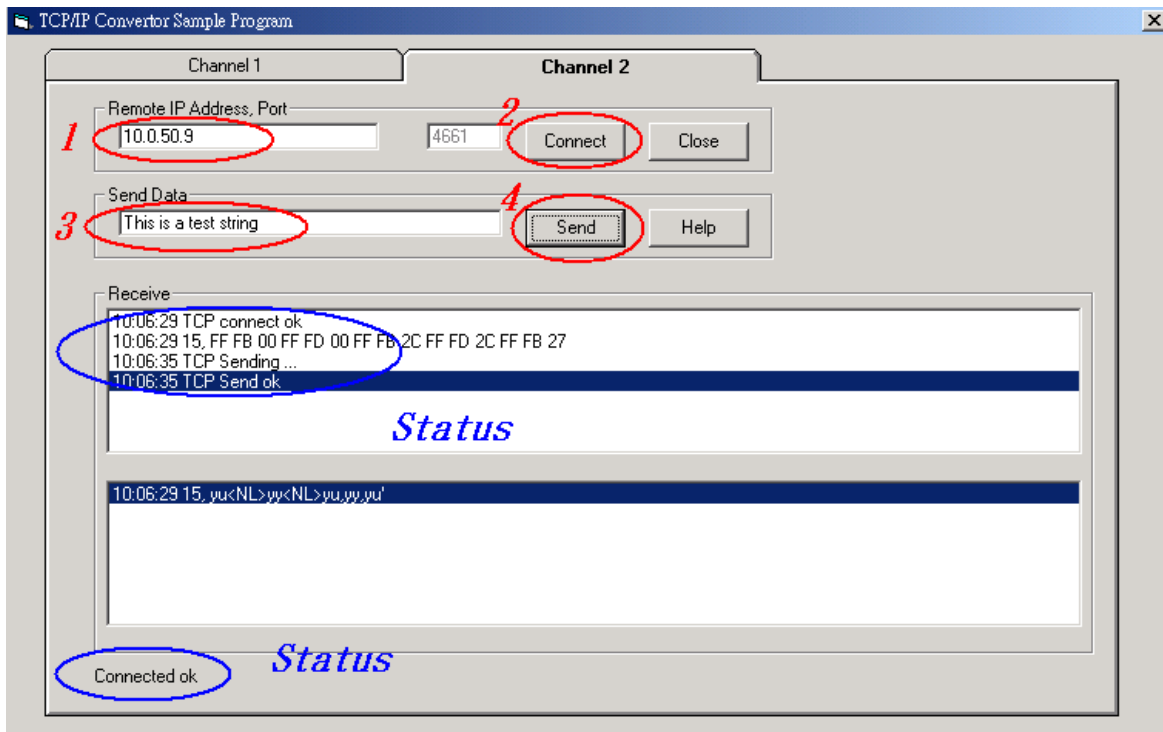 TCP/IP Convertor Sample Program
Channel 1
Channel 2
Remote IP Address, Port
1
10.0.50.9
4661
2
Connect
Close
Send Data
3
This is a test string
4
Send
Help
Receive
10:06:29 TCP connect ok
10:06:29 15, FF FB 00 FF FD 00 FF FB 2C FF FD 2C FF FB 27
10:06:35 TCP Sending ...
10:06:35 TCP Send ok
Status
10:06:29 15, yu<NL>yy<NL>yu,yy,yu'
Status
Connected ok